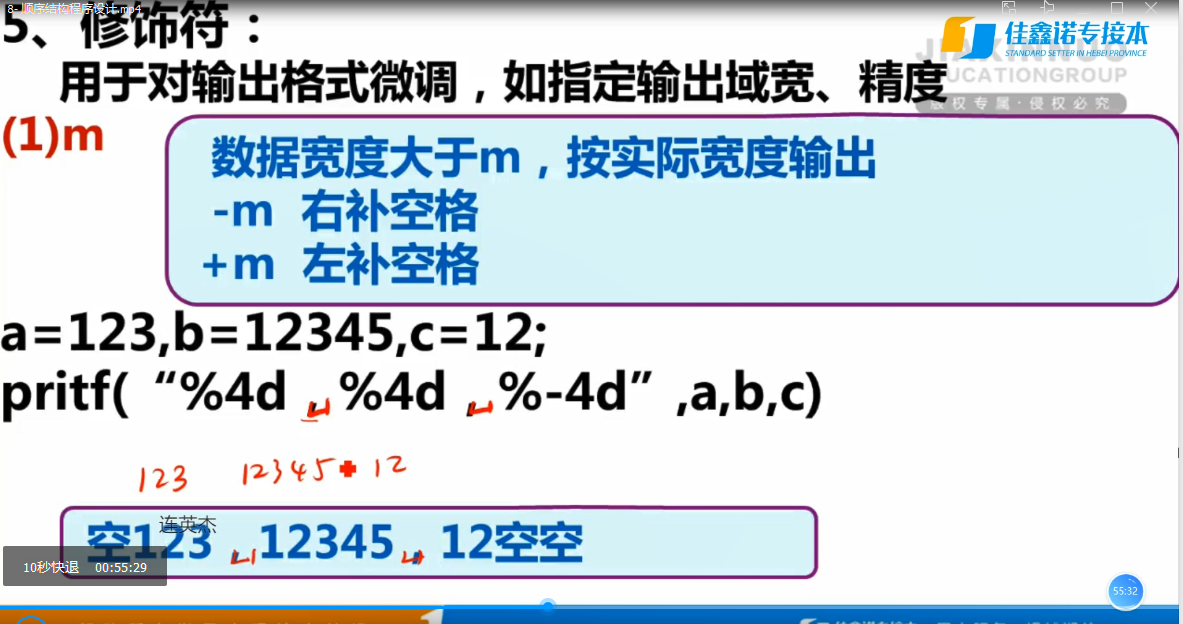 8-顺序结构程序设计.mp4
5、修饰符：
佳鑫诺专接本
STANDARD SETTER IN HEBEI PROVINCE
用于对输出格式微调，如指定输出域宽、精度
UCATIONGROUP
版权专属·侵权必究
(1)m
数据宽度大于m，按实际宽度输出
-m 右补空格
+m 左补空格
a=123,b=12345,c=12;
pritf(“%4d ␣%4d ␣%-4d”,a,b,c)
123 12345 12
连英杰
空123 ␣12345␣ 12空空
10秒快退 00:55:29
55:32